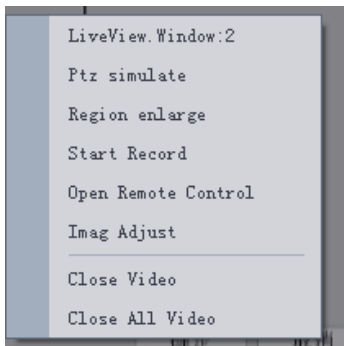 LiveView.Window:2
Ptz simulate
Region enlarge
Start Record
Open Remote Control
Imag Adjust
Close Video
Close All Video